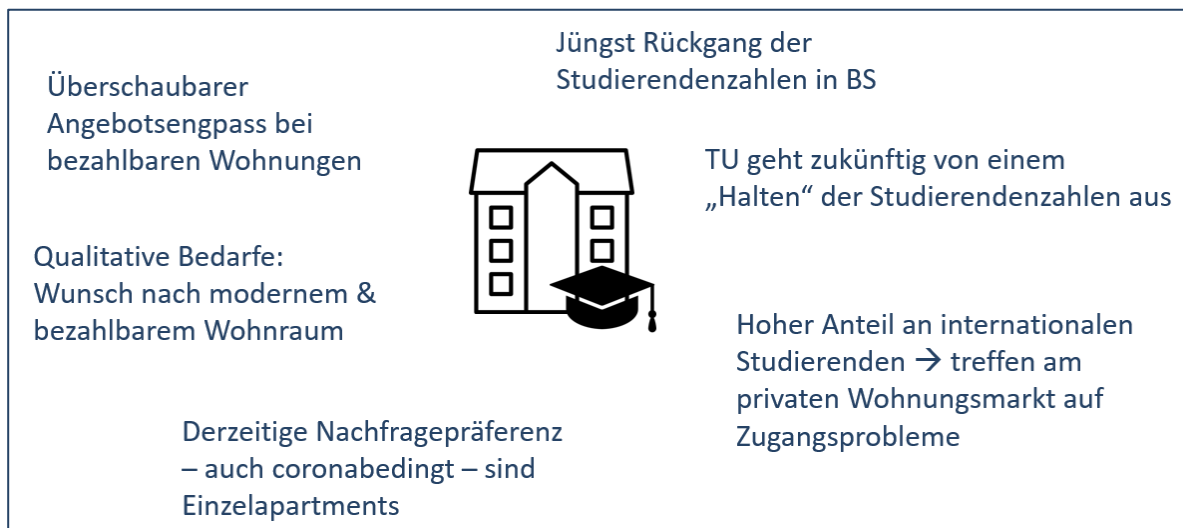 Jüngst Rückgang der
Studierendenzahlen in BS
Überschaubarer
Angebotsengpass bei
bezahlbaren Wohnungen
TU geht zukünftig von einem
„Halten“ der Studierendenzahlen aus
Qualitative Bedarfe:
Wunsch nach modernem &
bezahlbarem Wohnraum
Hoher Anteil an internationalen
Studierenden → treffen am
privaten Wohnungsmarkt auf
Zugangsprobleme
Derzeitige Nachfragepräferenz
– auch coronabedingt – sind
Einzelapartments